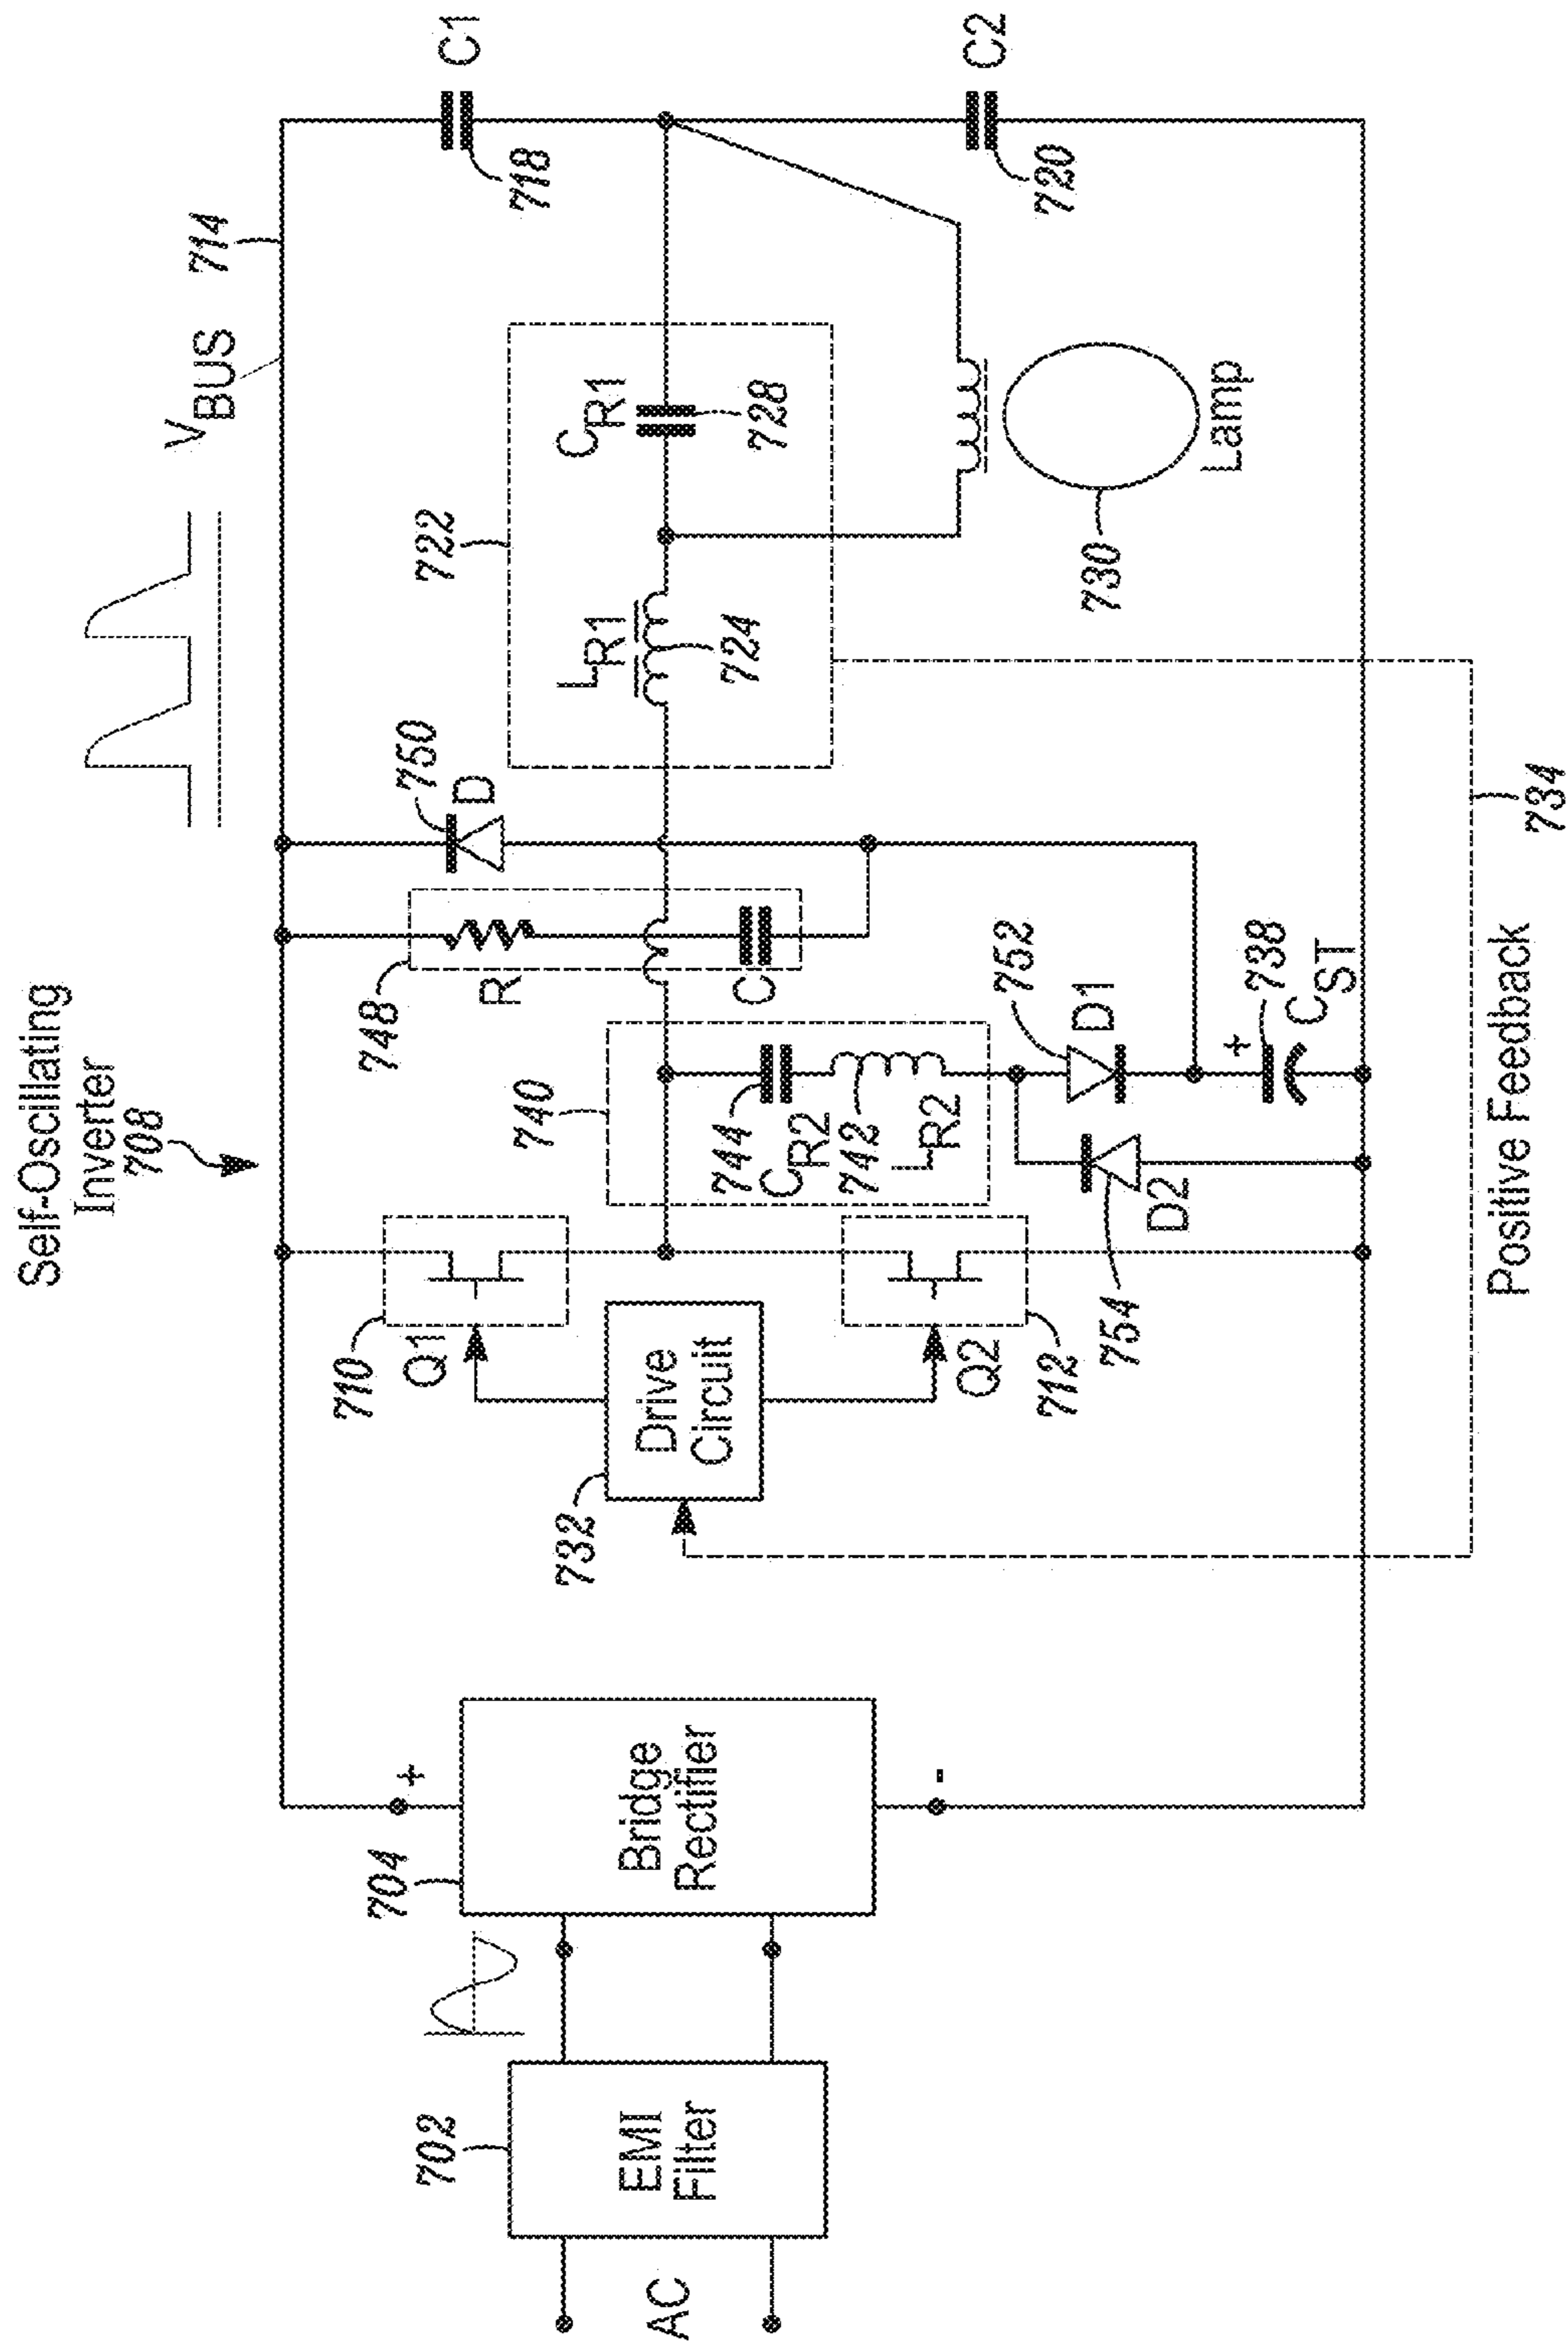 Self-Oscillating
Inverter
708
V BUS
714
AC
702
EMI
Filter
704
Bridge
Rectifier
+
-
710
Q1
732
Drive
Circuit
Q2
712
740
744
C R2
742
L R2
754
D2
752
D1
+
738
C ST
748
R
C
750
D
722
L R1
724
C R1
728
730
Lamp
C1
718
C2
720
Positive Feedback
734